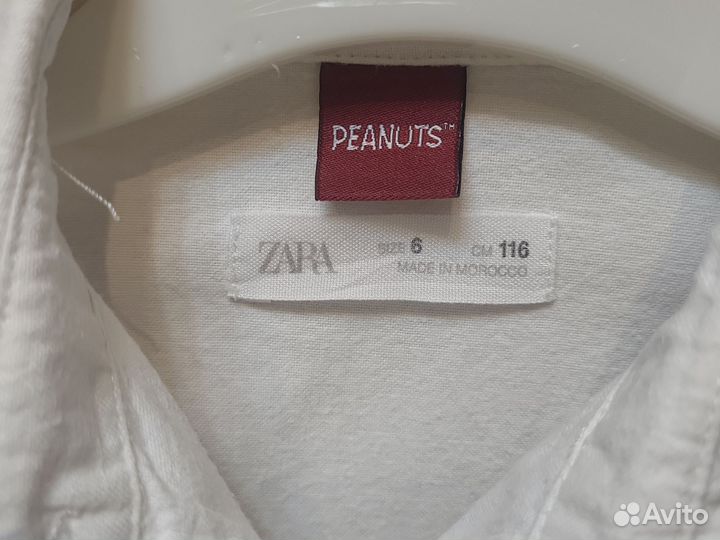 PEANUTS™
ZARA SIZE 6 CM 116
MADE IN MOROCCO
Avito